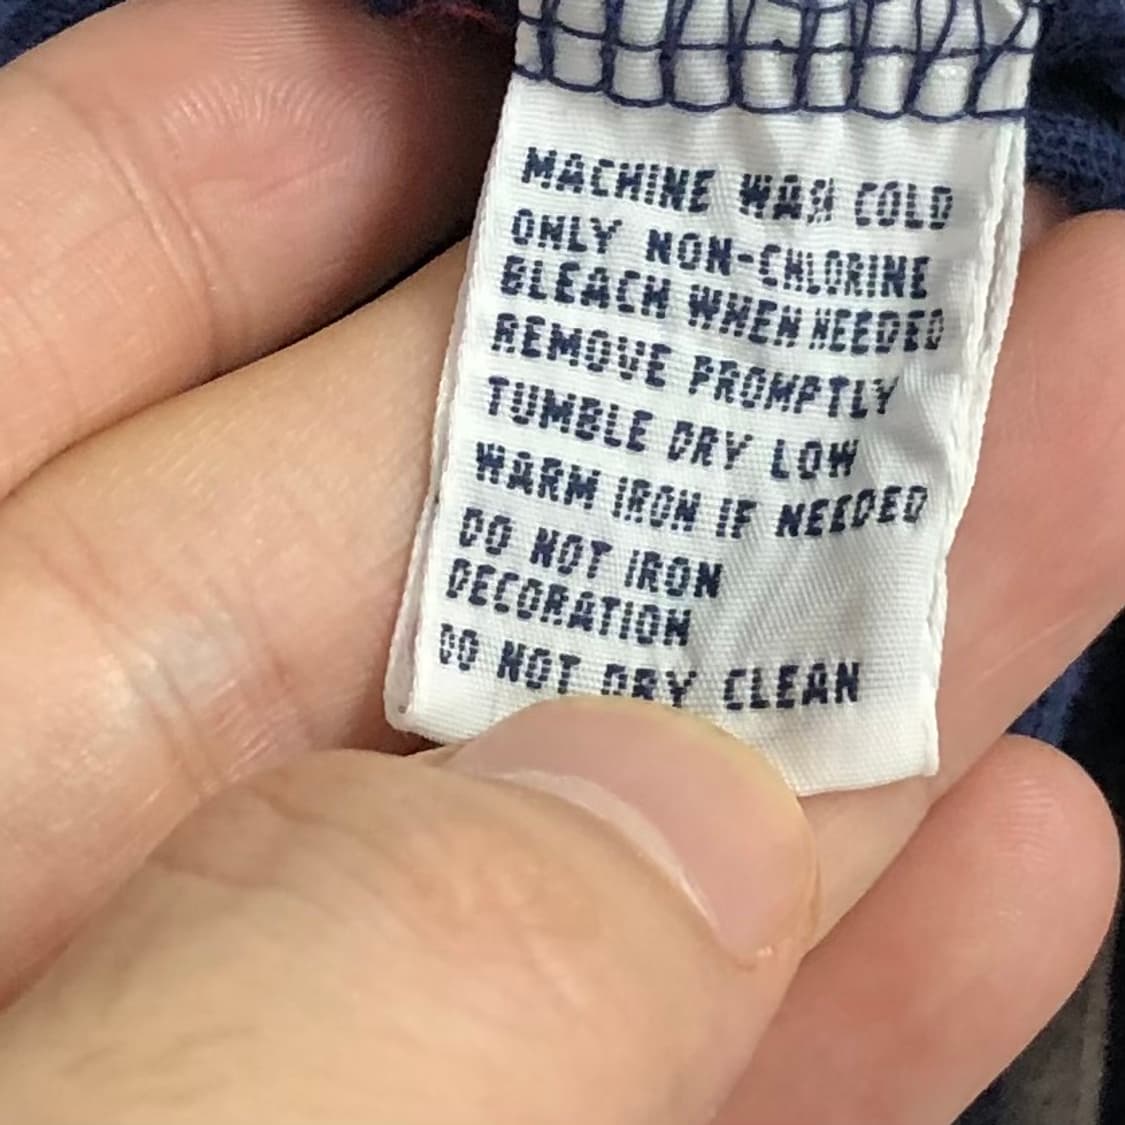 MACHINE WASH COLD
ONLY NON-CHLORINE
BLEACH WHEN NEEDED
REMOVE PROMPTLY
TUMBLE DRY LOW
WARM IRON IF NEEDED
DO NOT IRON
DECORATION
DO NOT DRY CLEAN